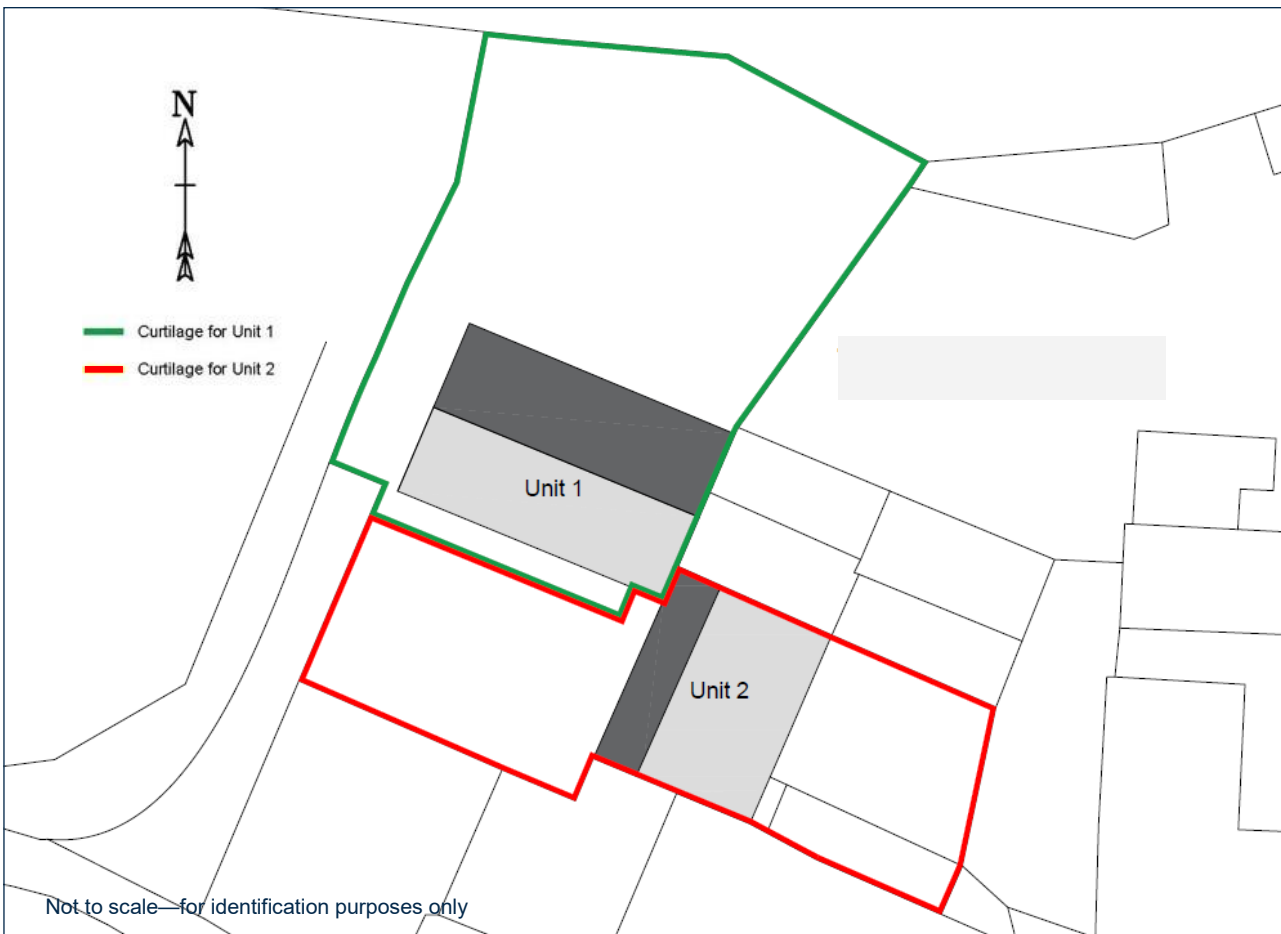 N
Curtilage for Unit 1
Curtilage for Unit 2
Unit 1
Unit 2
Not to scale—for identification purposes only